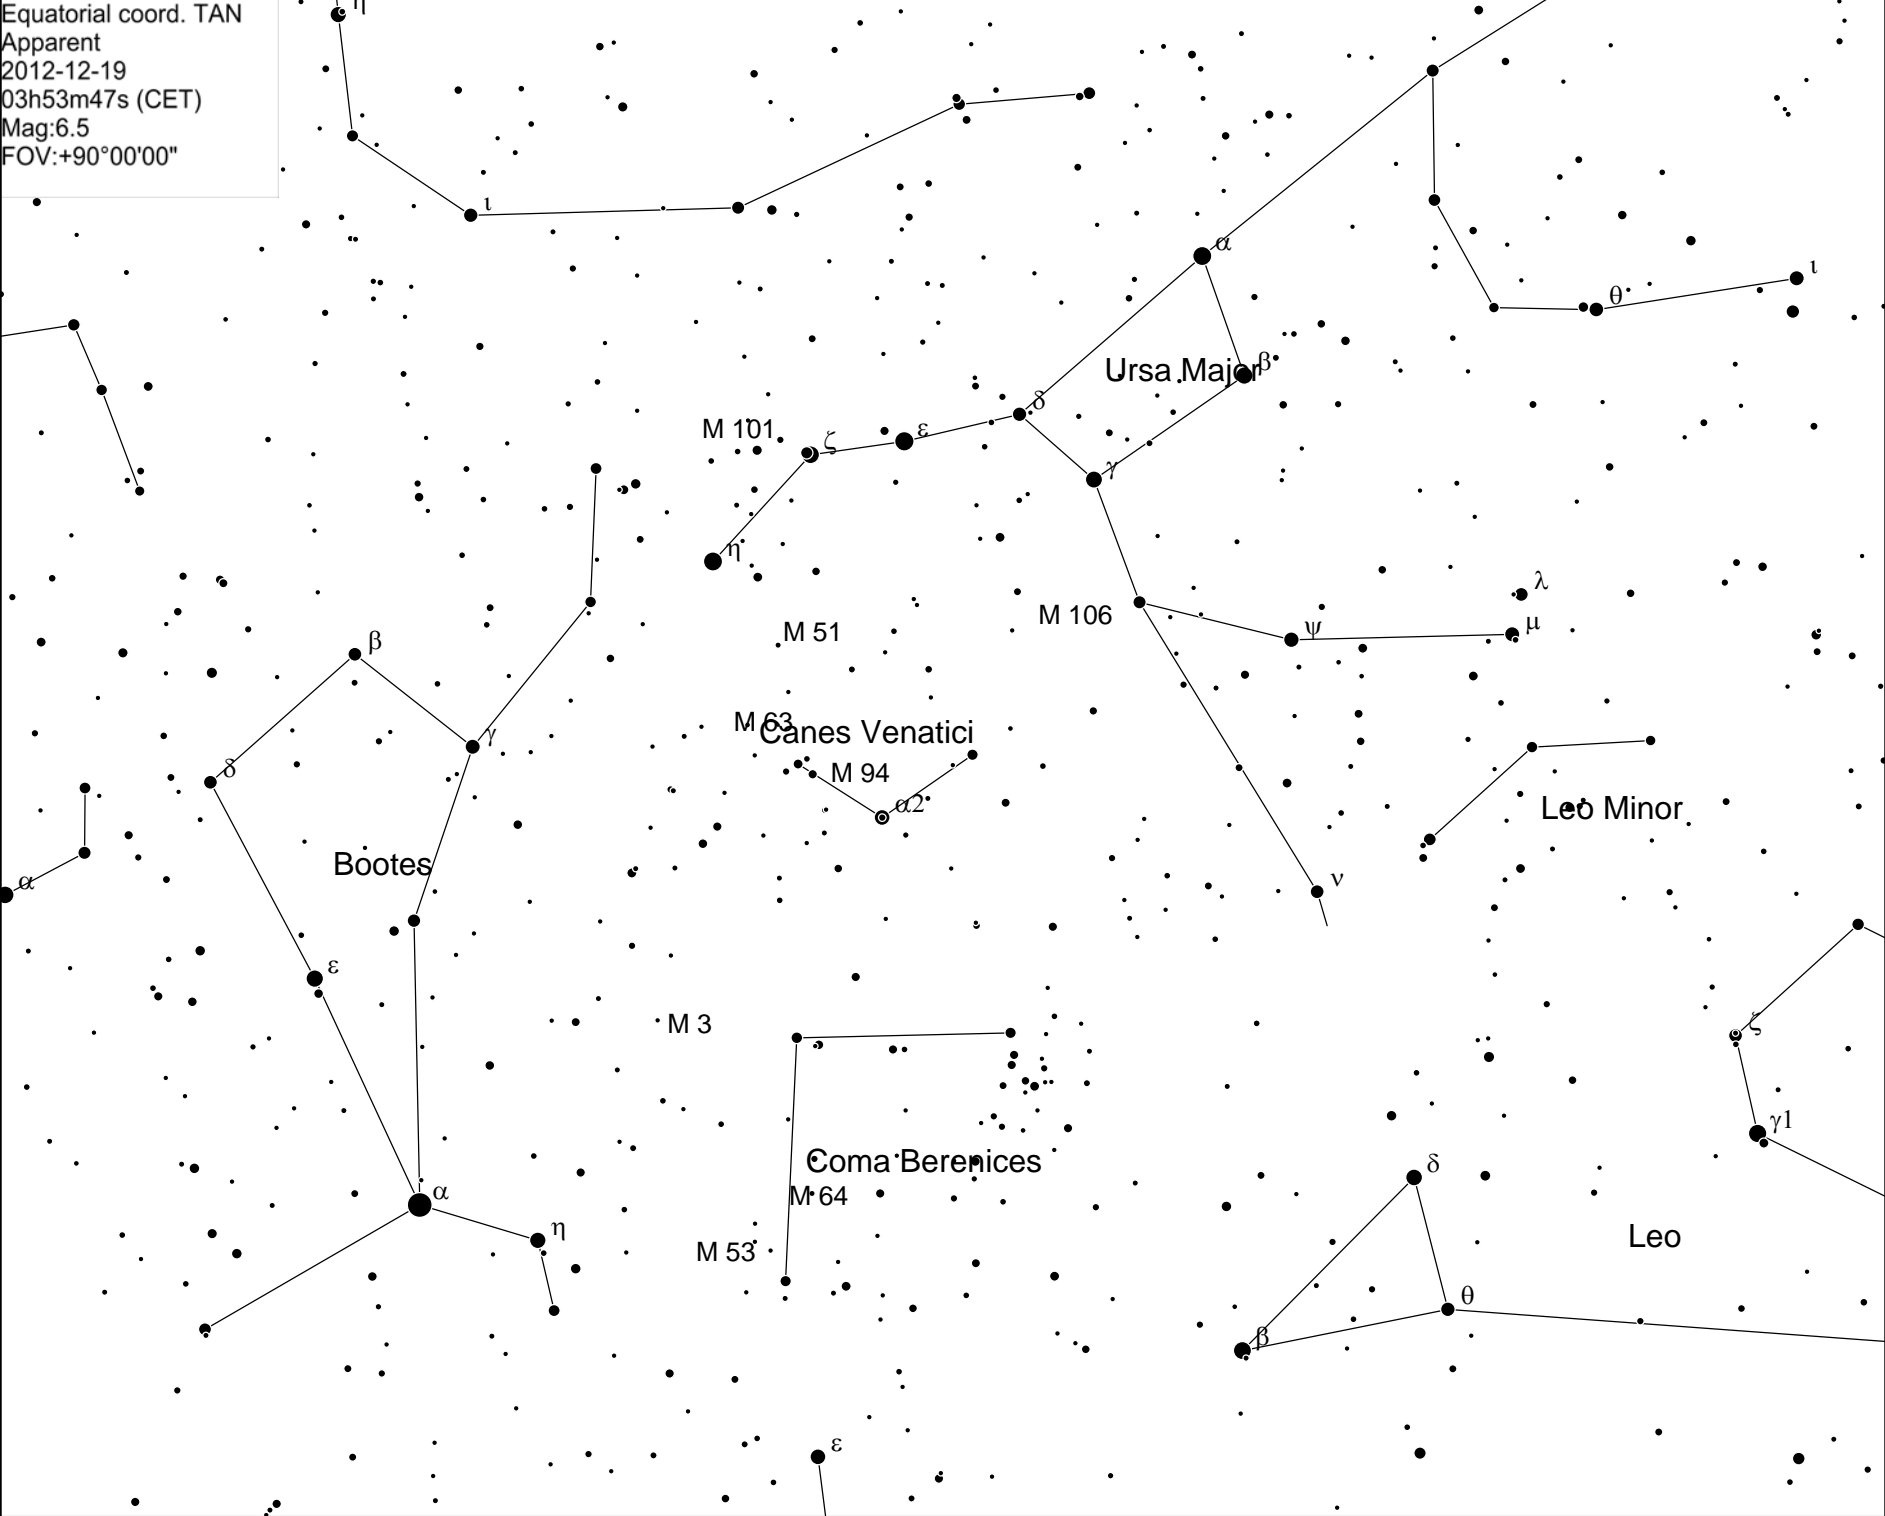 Equatorial coord. TAN
Apparent
2012-12-19
03h53m47s (CET)
Mag:6.5
FOV:+90°00'00"
η
ι
α
θ
ι
Ursa Major
β
δ
M 101
ζ
ε
γ
η
λ
M 106
μ
ψ
M 51
β
M 63
Canes Venatici
γ
δ
M 94
α2
Leo Minor
Bootes
α
ν
ε
M 3
ζ
γ1
Coma Berenices
δ
M 64
α
η
Leo
M 53
θ
β
ε